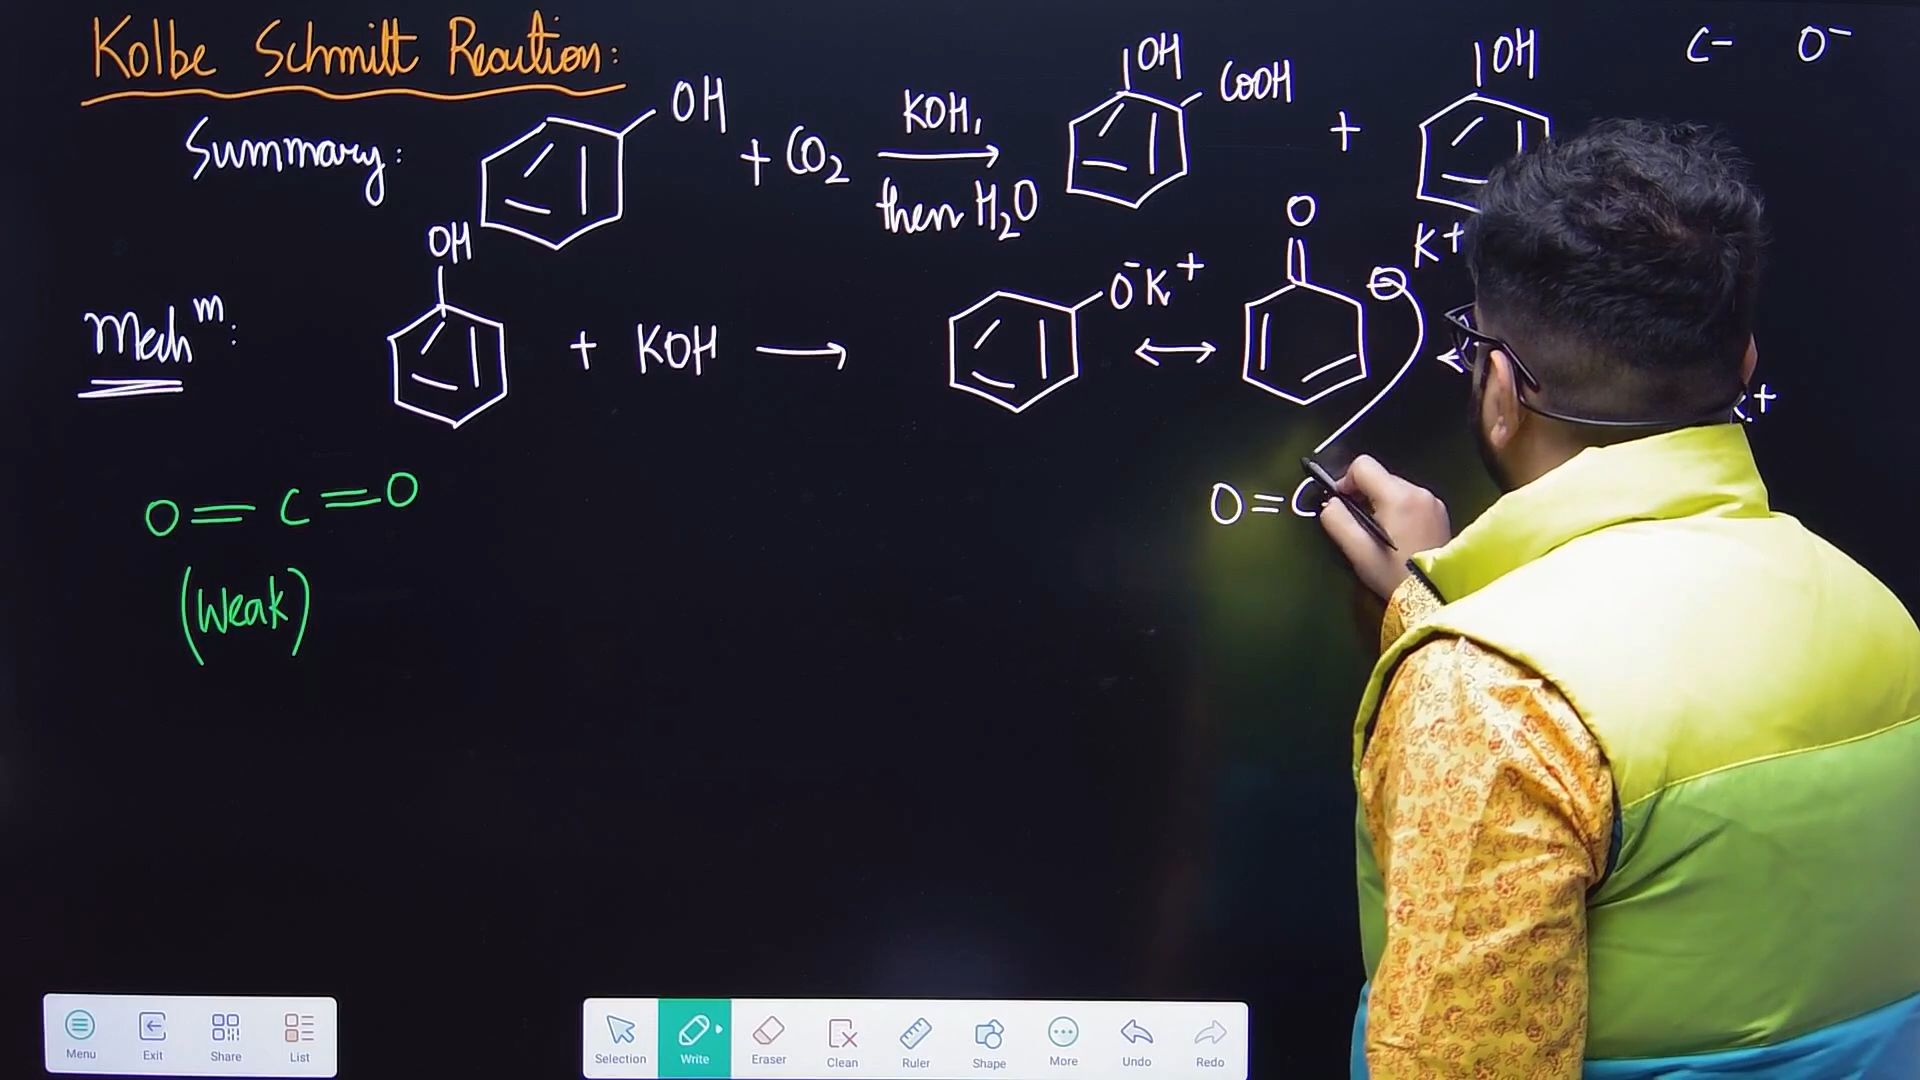 Kolbe Schmitt Reaction:
Summary: OH + CO2 KOH, then H2O OH COOH + OH
C- O-
Mechm: OH + KOH O-K+ O ⊖ K+
+
O=C=O
(Weak)
O=C
Menu Exit Share List
Selection Write Eraser Clean Ruler Shape More Undo Redo